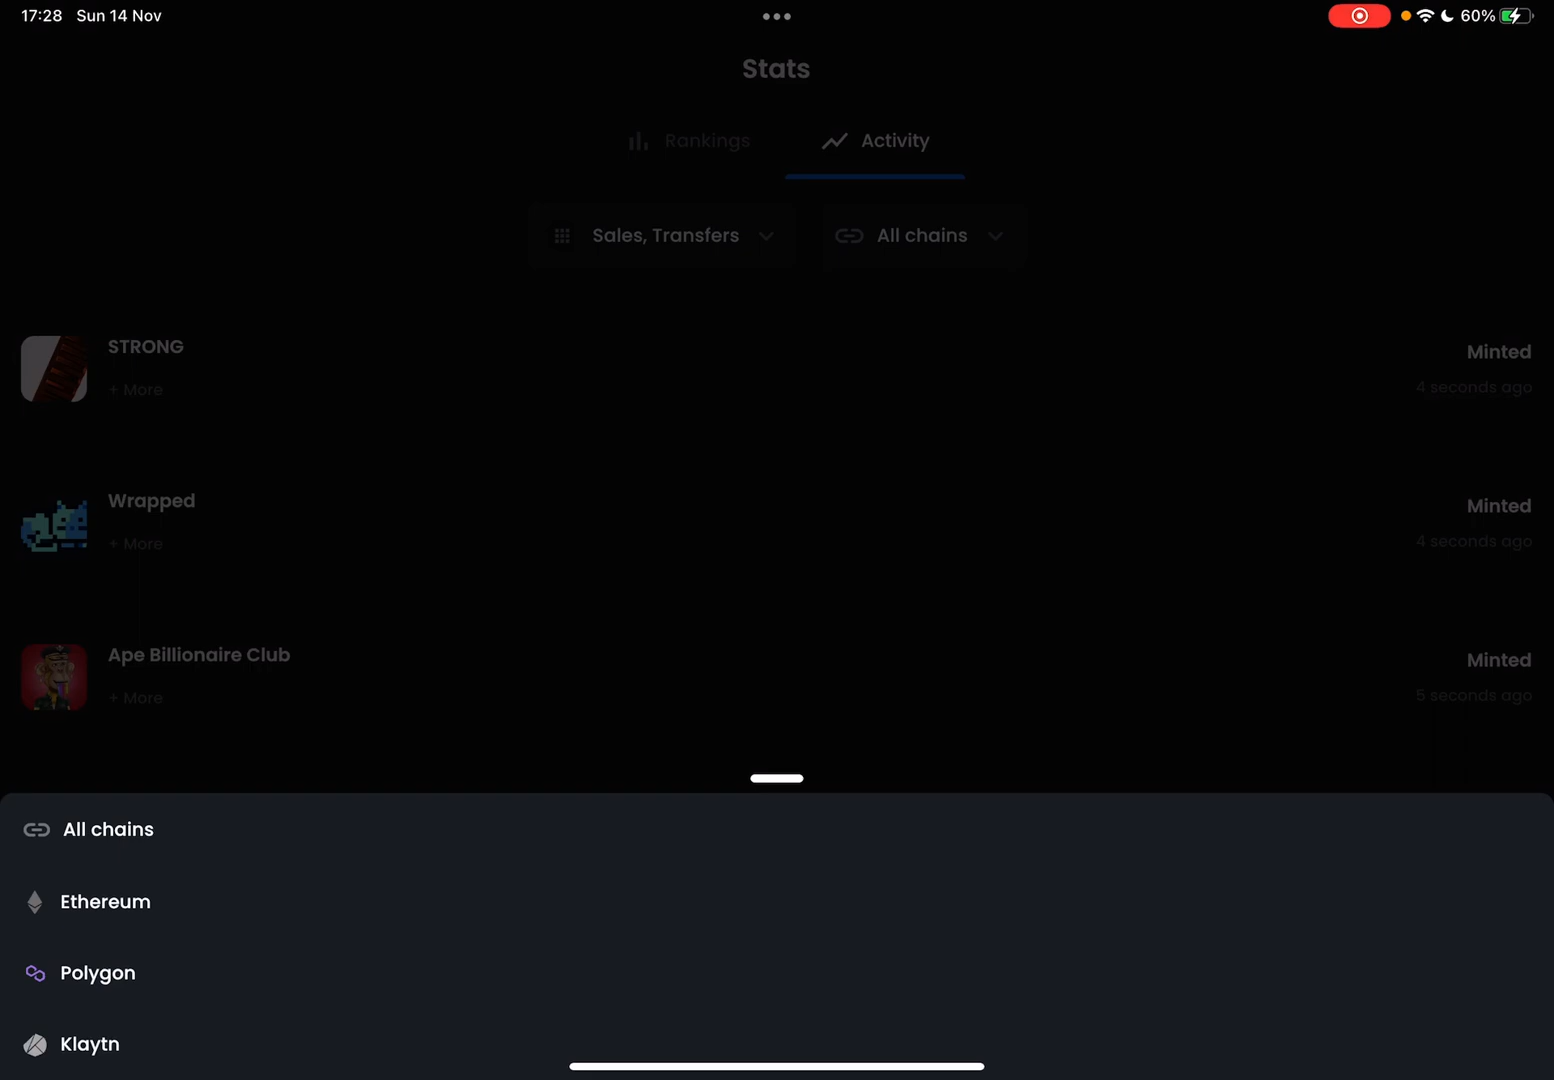 17:28 Sun 14 Nov
60%
Stats
Rankings
Activity
Sales, Transfers
All chains
STRONG
+ More
Minted
4 seconds ago
Wrapped
+ More
Minted
4 seconds ago
Ape Billionaire Club
+ More
Minted
5 seconds ago
All chains
Ethereum
Polygon
Klaytn